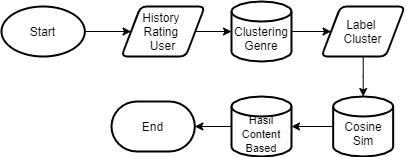 Start
History
Rating
User
Clustering
Genre
Label
Cluster
Cosine
Sim
Hasil
Content
Based
End